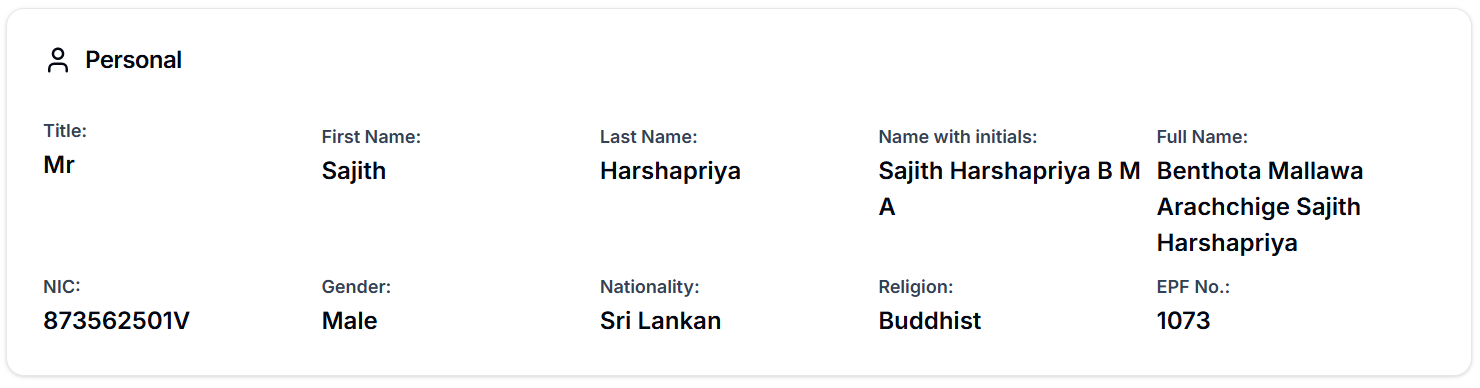 Personal
Title:
Mr
First Name:
Sajith
Last Name:
Harshapriya
Name with initials:
Sajith Harshapriya B M
A
Full Name:
Benthota Mallawa
Arachchige Sajith
Harshapriya
NIC:
873562501V
Gender:
Male
Nationality:
Sri Lankan
Religion:
Buddhist
EPF No.:
1073